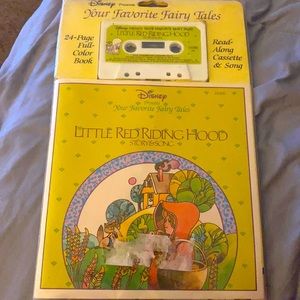 Disney Presents
Your Favorite Fairy Tales
24-Page
Full-
Color
Book
LITTLE RED RIDING HOOD
Read-
Along
Cassette
& Song
Disney
Presents
Your Favorite Fairy Tales
LITTLE RED RIDING HOOD
STORY & SONG